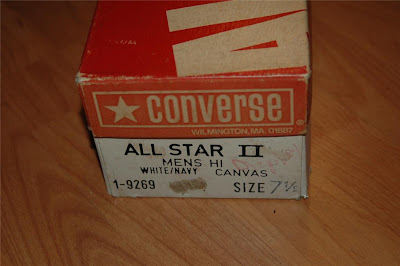 CONVERSE
WILMINGTON, MA. 01887
ALL STAR II
MENS HI
WHITE/NAVY CANVAS
1-9269 SIZE 7½